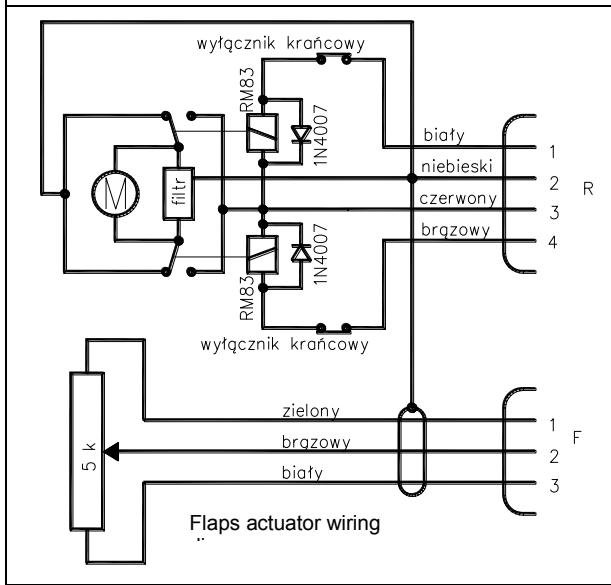 wyłącznik krańcowy
RM83
1N4007
biały
1
niebieski
2
R
M
filtr
czerwony
3
brązowy
4
RM83
1N4007
wyłącznik krańcowy
zielony
1
F
5 k
brązowy
2
biały
3
Flaps actuator wiring